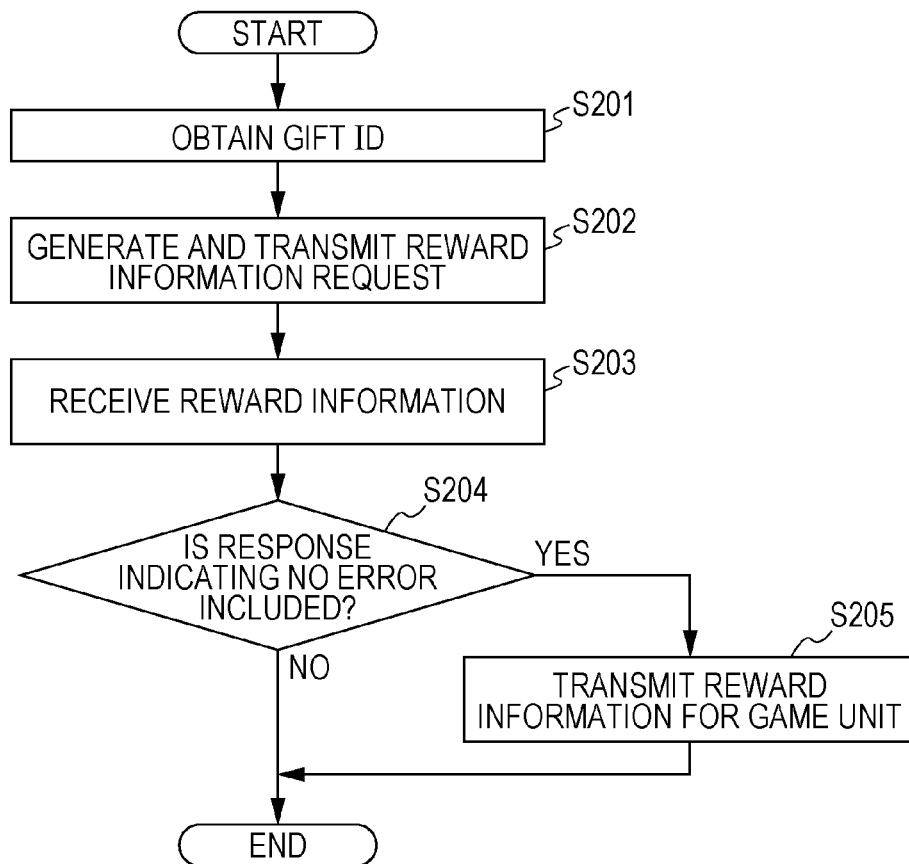 START
S201
OBTAIN GIFT ID
S202
GENERATE AND TRANSMIT REWARD
INFORMATION REQUEST
S203
RECEIVE REWARD INFORMATION
S204
IS RESPONSE
INDICATING NO ERROR
INCLUDED?
YES
NO
S205
TRANSMIT REWARD
INFORMATION FOR GAME UNIT
END